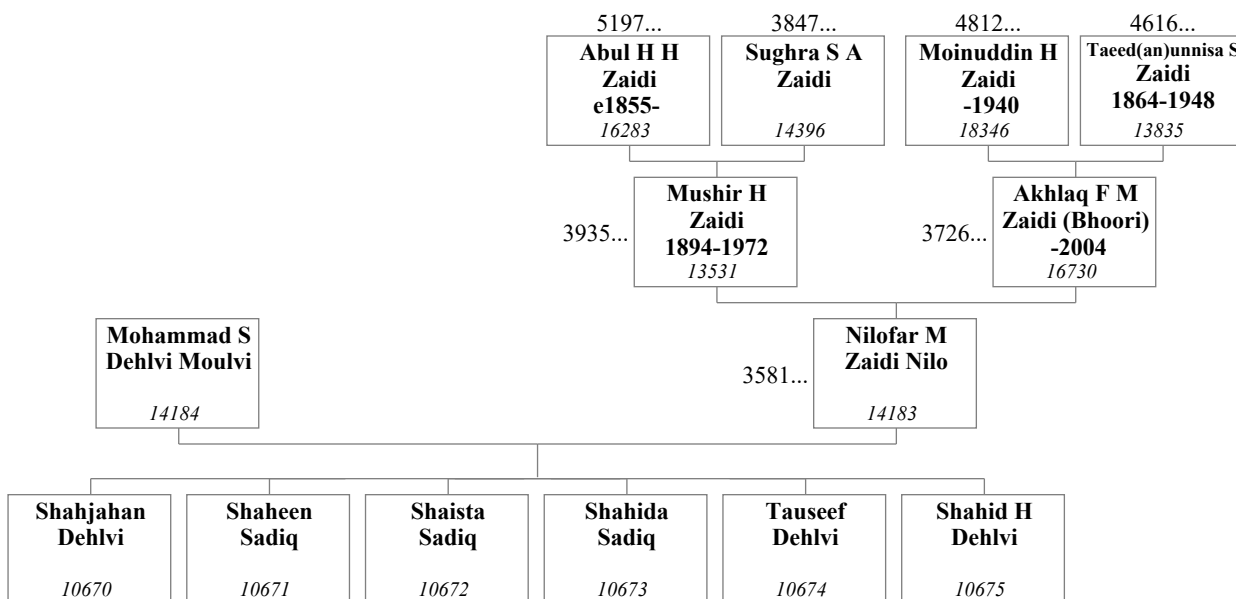 5197...
3847...
4812...
4616...
Abul H H
Zaidi
e1855-
16283
Sughra S A
Zaidi
14396
Moinuddin H
Zaidi
-1940
18346
Taeed(an)unnisa S
Zaidi
1864-1948
13835
3935...
Mushir H
Zaidi
1894-1972
13531
3726...
Akhlaq F M
Zaidi (Bhoori)
-2004
16730
Mohammad S
Dehlvi Moulvi
14184
3581...
Nilofar M
Zaidi Nilo
14183
Shahjahan
Dehlvi
10670
Shaheen
Sadiq
10671
Shaista
Sadiq
10672
Shahida
Sadiq
10673
Tauseef
Dehlvi
10674
Shahid H
Dehlvi
10675